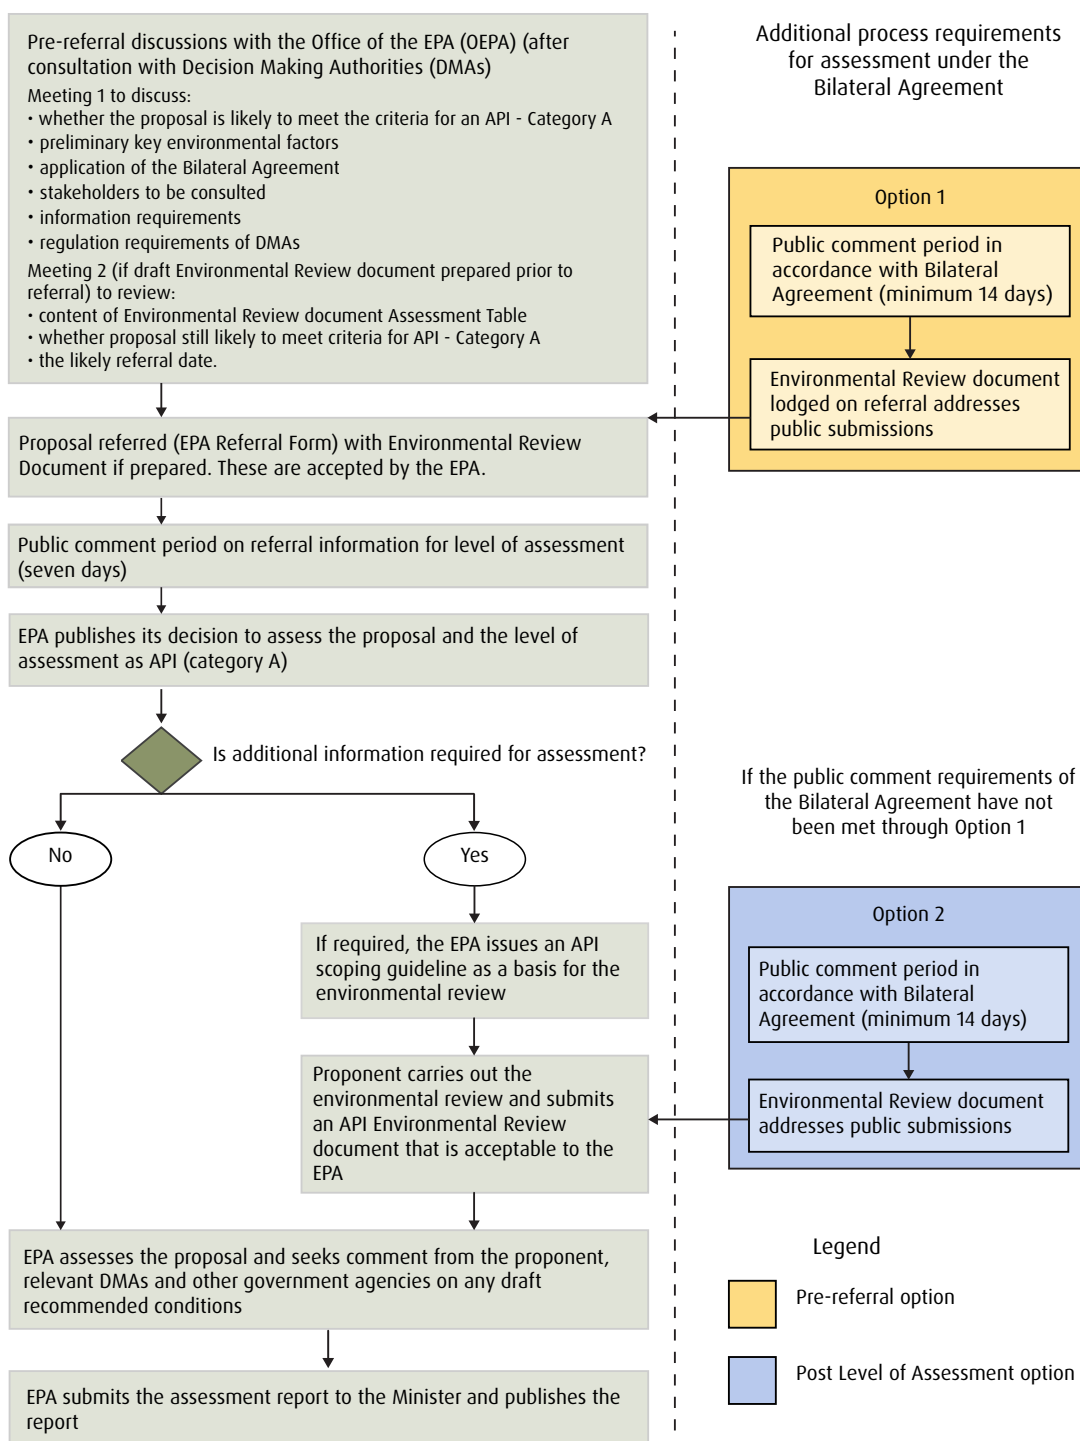 Pre-referral discussions with the Office of the EPA (OEPA) (after
consultation with Decision Making Authorities (DMAs)
Meeting 1 to discuss:
• whether the proposal is likely to meet the criteria for an API - Category A
• preliminary key environmental factors
• application of the Bilateral Agreement
• stakeholders to be consulted
• information requirements
• regulation requirements of DMAs
Meeting 2 (if draft Environmental Review document prepared prior to
referral) to review:
• content of Environmental Review document Assessment Table
• whether proposal still likely to meet criteria for API - Category A
• the likely referral date.
Proposal referred (EPA Referral Form) with Environmental Review
Document if prepared. These are accepted by the EPA.
Public comment period on referral information for level of assessment
(seven days)
EPA publishes its decision to assess the proposal and the level of
assessment as API (category A)
Is additional information required for assessment?
No
Yes
If required, the EPA issues an API
scoping guideline as a basis for the
environmental review
Proponent carries out the
environmental review and submits
an API Environmental Review
document that is acceptable to the
EPA
EPA assesses the proposal and seeks comment from the proponent,
relevant DMAs and other government agencies on any draft
recommended conditions
EPA submits the assessment report to the Minister and publishes the
report
Additional process requirements
for assessment under the
Bilateral Agreement
Option 1
Public comment period in
accordance with Bilateral
Agreement (minimum 14 days)
Environmental Review document
lodged on referral addresses
public submissions
If the public comment requirements of
the Bilateral Agreement have not
been met through Option 1
Option 2
Public comment period in
accordance with Bilateral
Agreement (minimum 14 days)
Environmental Review document
addresses public submissions
Legend
Pre-referral option
Post Level of Assessment option